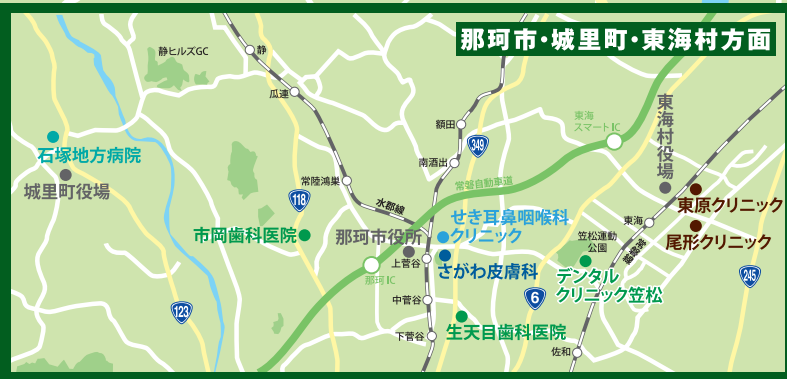 那珂市・城里町・東海村方面
静ヒルズGC
静
瓜連
額田
東海
スマートIC
東海村役場
349
石塚地方病院
城里町役場
常陸鴻巣
南酒出
常磐自動車道
118
水郡線
東原クリニック
市岡歯科医院
那珂市役所
せき耳鼻咽喉科
クリニック
笠松運動
公園
東海
常磐線
尾形クリニック
上菅谷
さがわ皮膚科
那珂IC
デンタル
クリニック笠松
245
123
中菅谷
6
下菅谷
生天目歯科医院
佐和